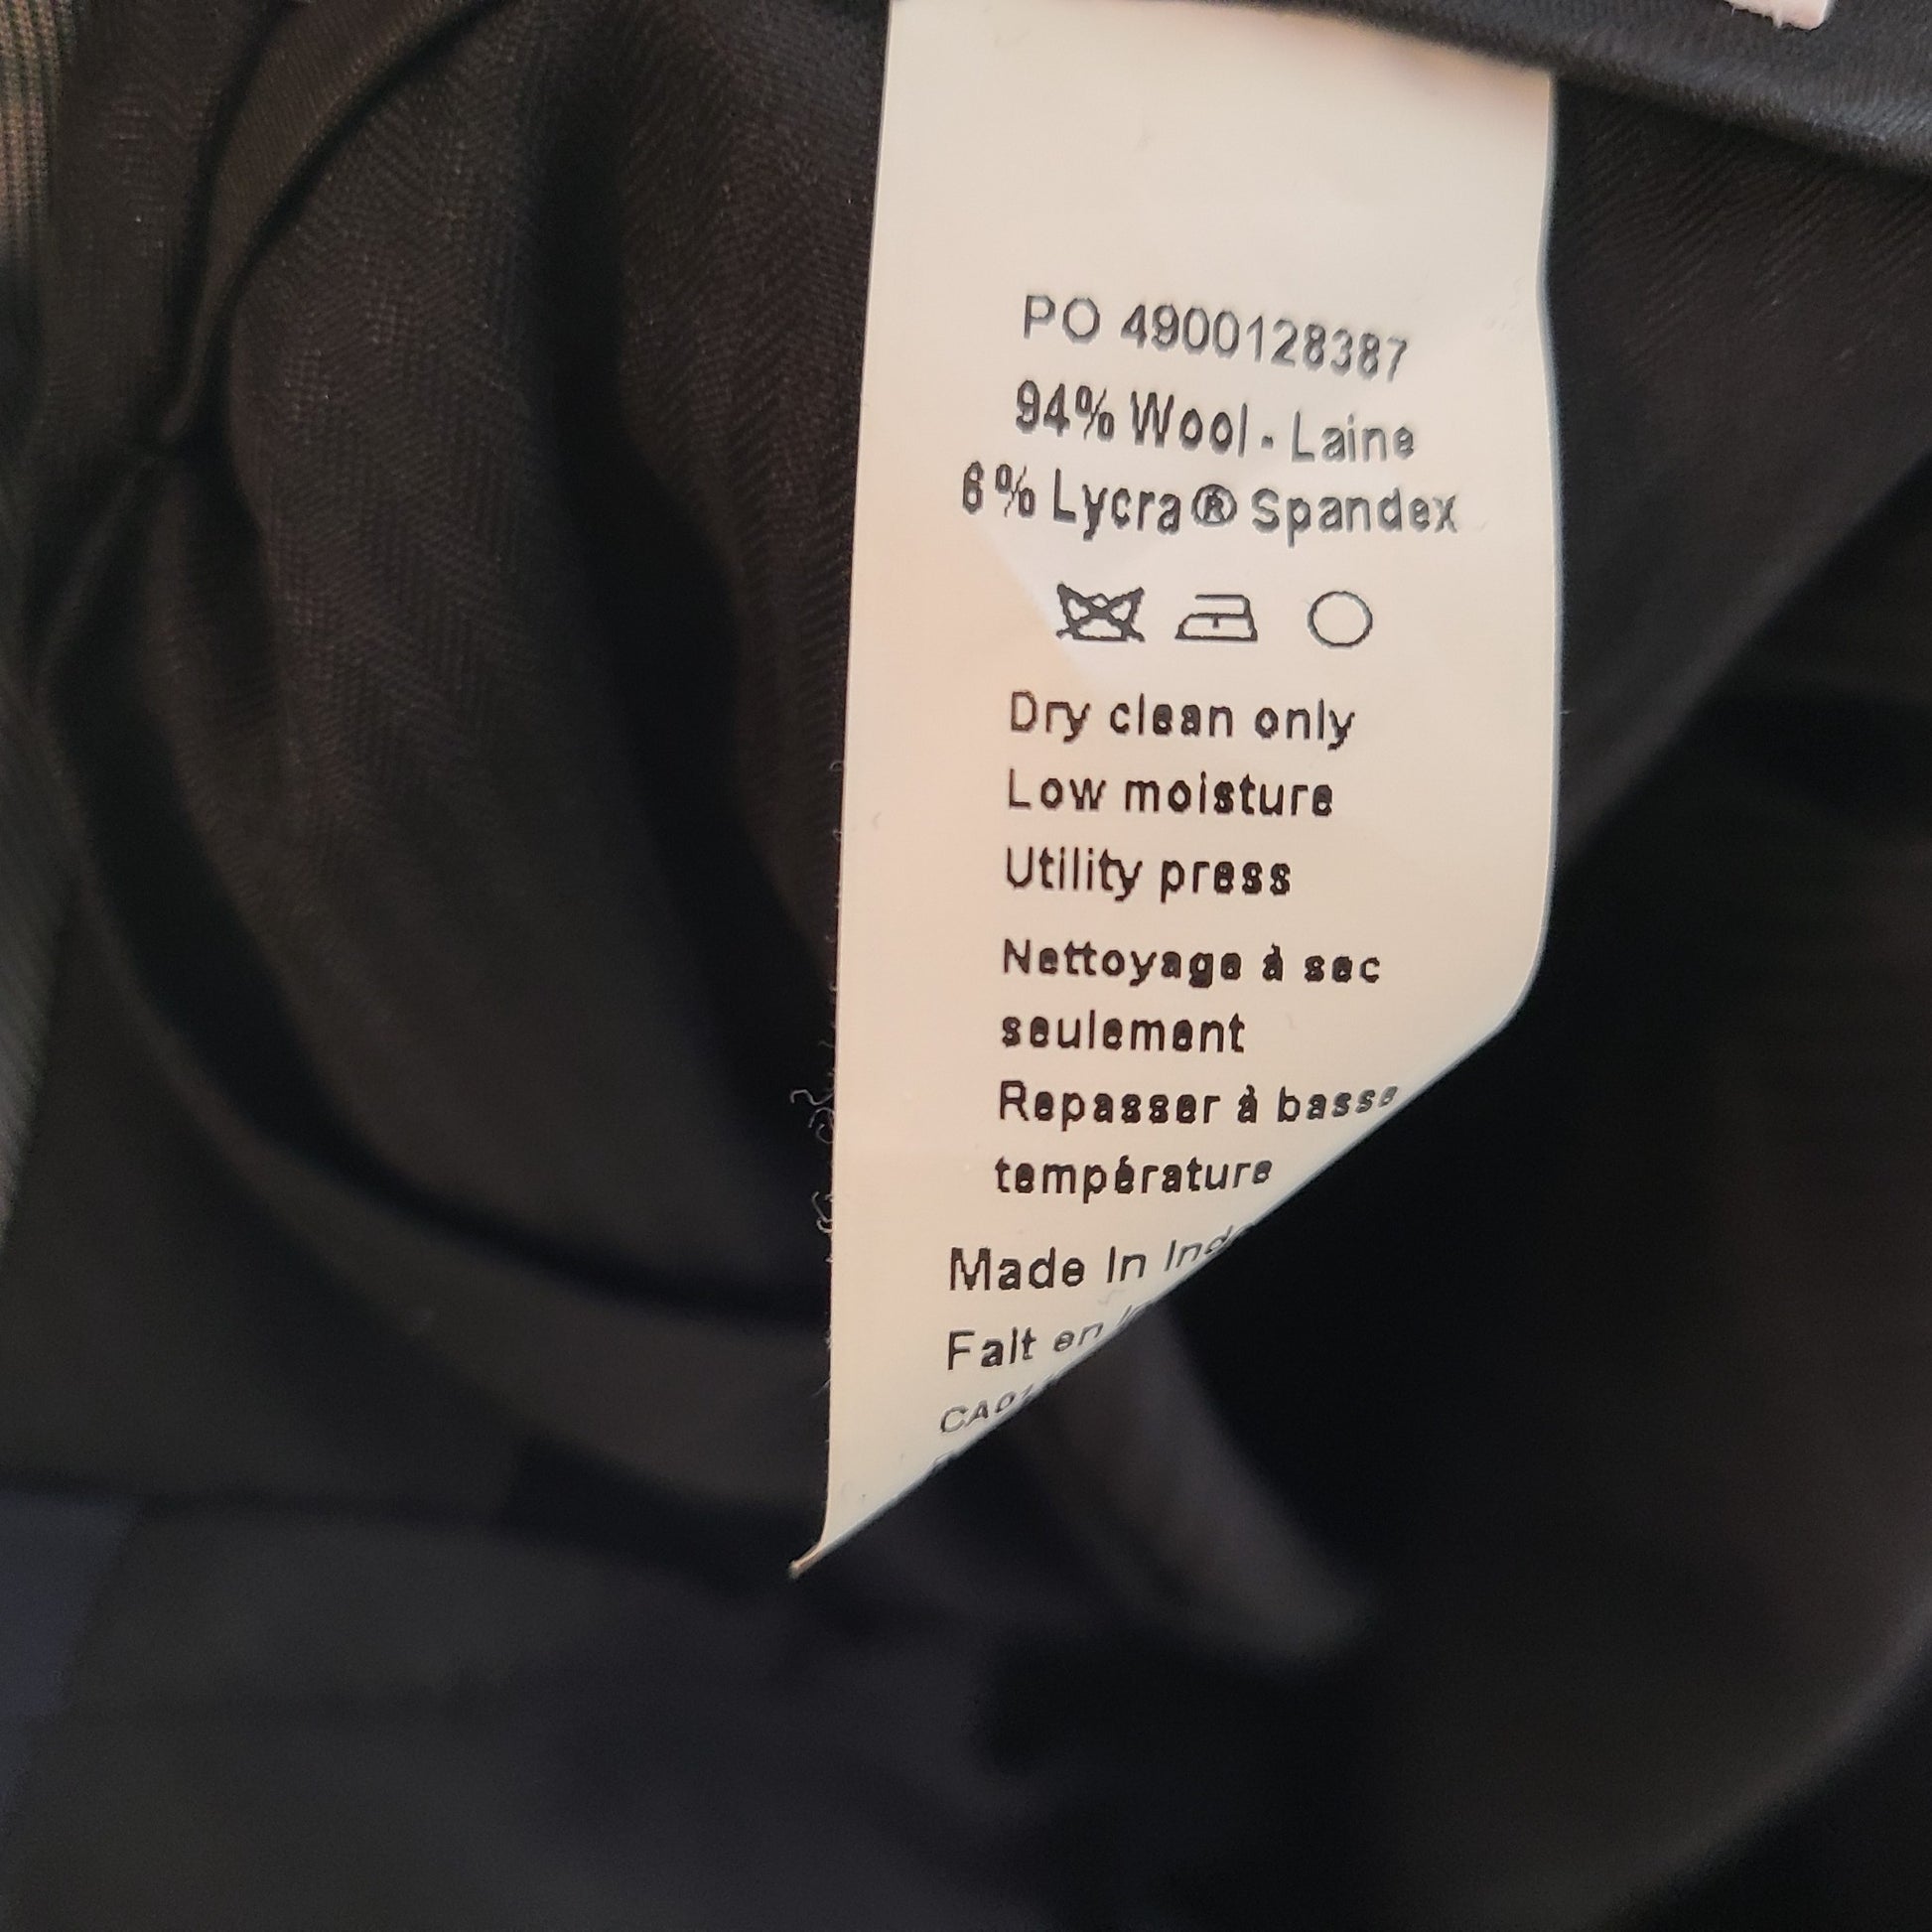 PO 4900128387
94% Wool - Laine
6% Lycra® Spandex
Dry clean only
Low moisture
Utility press
Nettoyage à sec
seulement
Repasser à basse
température
Made In
Fait en